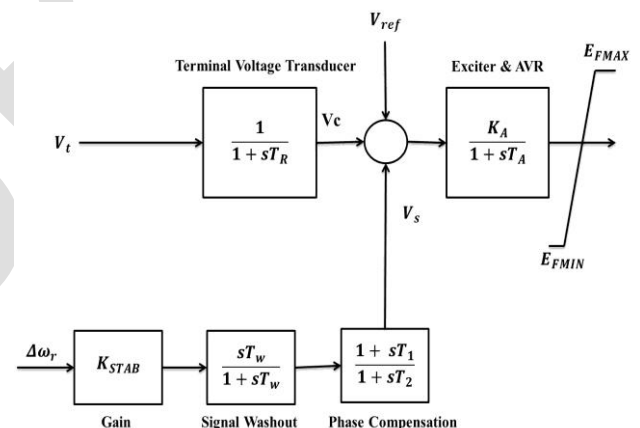 V_ref
Terminal Voltage Transducer
Exciter & AVR
E_FMAX
V_t
1
1 + sT_R
Vc
K_A
1 + sT_A
V_s
E_FMIN
Δω_r
K_STAB
sT_w
1 + sT_w
1 + sT_1
1 + sT_2
Gain
Signal Washout
Phase Compensation